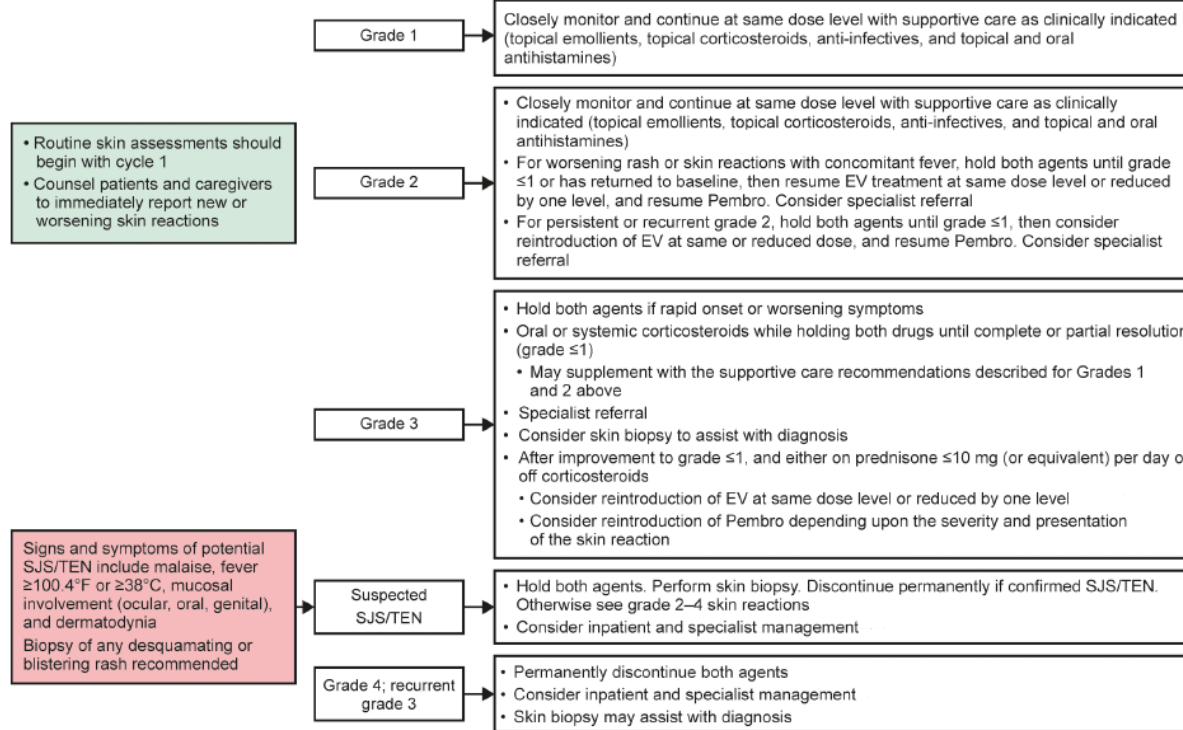 Grade 1
Closely monitor and continue at same dose level with supportive care as clinically indicated
(topical emollients, topical corticosteroids, anti-infectives, and topical and oral
antihistamines)
• Routine skin assessments should
begin with cycle 1
• Counsel patients and caregivers
to immediately report new or
worsening skin reactions
Grade 2
• Closely monitor and continue at same dose level with supportive care as clinically
indicated (topical emollients, topical corticosteroids, anti-infectives, and topical and oral
antihistamines)
• For worsening rash or skin reactions with concomitant fever, hold both agents until grade
≤1 or has returned to baseline, then resume EV treatment at same dose level or reduced
by one level, and resume Pembro. Consider specialist referral
• For persistent or recurrent grade 2, hold both agents until grade ≤1, then consider
reintroduction of EV at same or reduced dose, and resume Pembro. Consider specialist
referral
Grade 3
• Hold both agents if rapid onset or worsening symptoms
• Oral or systemic corticosteroids while holding both drugs until complete or partial resolution
(grade ≤1)
• May supplement with the supportive care recommendations described for Grades 1
and 2 above
• Specialist referral
• Consider skin biopsy to assist with diagnosis
• After improvement to grade ≤1, and either on prednisone ≤10 mg (or equivalent) per day
off corticosteroids
• Consider reintroduction of EV at same dose level or reduced by one level
• Consider reintroduction of Pembro depending upon the severity and presentation
of the skin reaction
Signs and symptoms of potential
SJS/TEN include malaise, fever
≥100.4°F or ≥38°C, mucosal
involvement (ocular, oral, genital),
and dermatodynia
Biopsy of any desquamating or
blistering rash recommended
Suspected
SJS/TEN
• Hold both agents. Perform skin biopsy. Discontinue permanently if confirmed SJS/TEN.
Otherwise see grade 2–4 skin reactions
• Consider inpatient and specialist management
Grade 4; recurrent
grade 3
• Permanently discontinue both agents
• Consider inpatient and specialist management
• Skin biopsy may assist with diagnosis